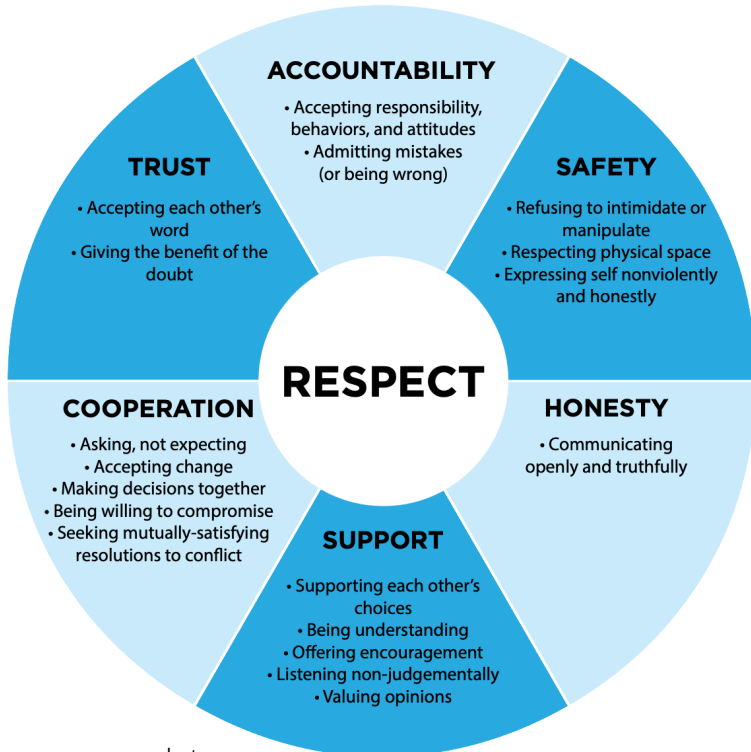 ACCOUNTABILITY
• Accepting responsibility,
behaviors, and attitudes
• Admitting mistakes
(or being wrong)
TRUST
• Accepting each other's
word
• Giving the benefit of the
doubt
SAFETY
• Refusing to intimidate or
manipulate
• Respecting physical space
• Expressing self nonviolently
and honestly
RESPECT
COOPERATION
• Asking, not expecting
• Accepting change
• Making decisions together
• Being willing to compromise
• Seeking mutually-satisfying
resolutions to conflict
HONESTY
• Communicating
openly and truthfully
SUPPORT
• Supporting each other's
choices
• Being understanding
• Offering encouragement
• Listening non-judgementally
• Valuing opinions